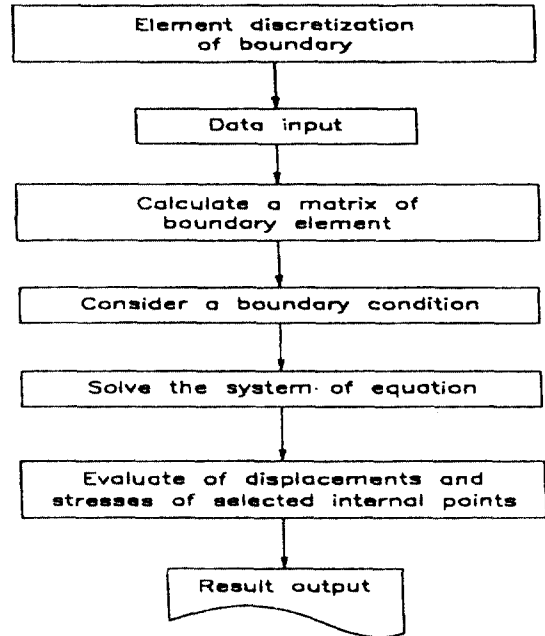 Element discretization
of boundary
Data input
Calculate a matrix of
boundary element
Consider a boundary condition
Solve the system of equation
Evaluate of displacements and
stresses of selected internal points
Result output